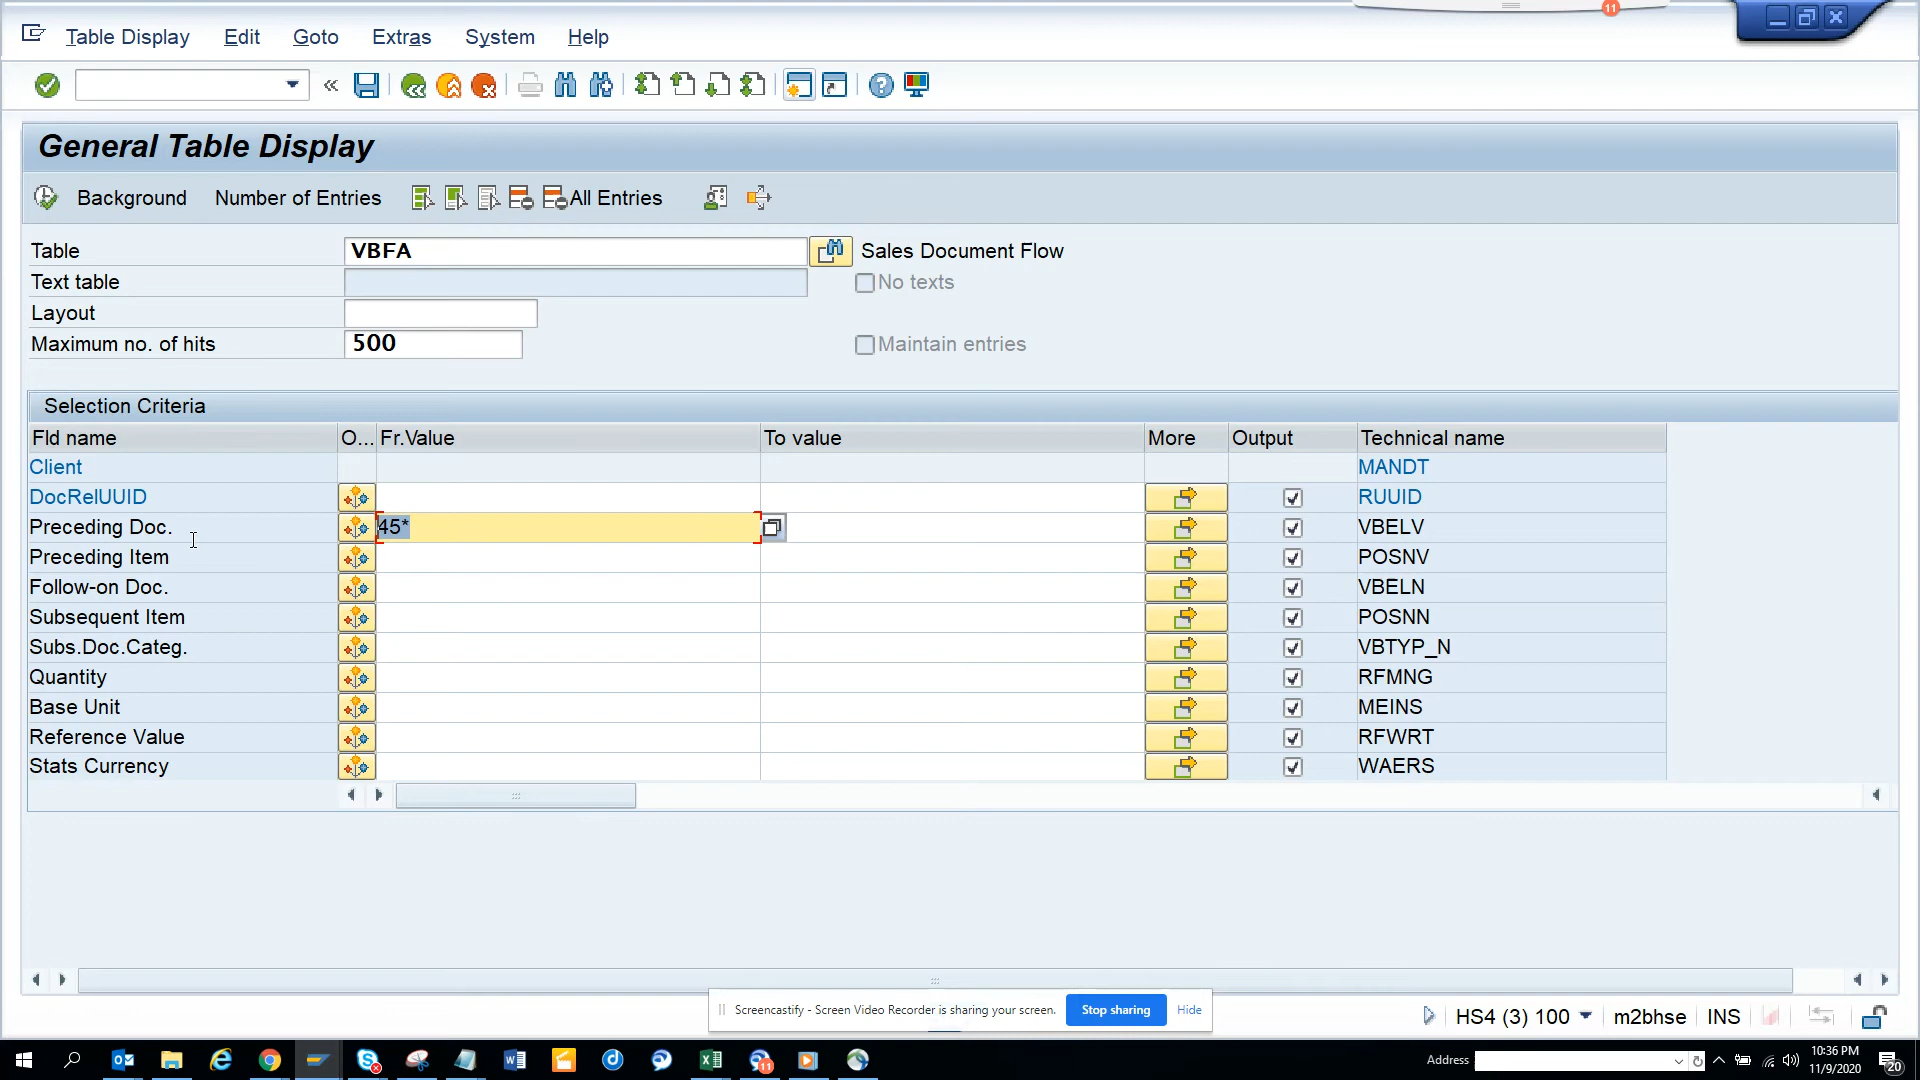 11
Table Display Edit Goto Extras System Help
General Table Display
Background Number of Entries All Entries
Table VBFA Sales Document Flow
Text table No texts
Layout
Maximum no. of hits 500 Maintain entries
Selection Criteria
Fld name O... Fr.Value To value More Output Technical name
Client MANDT
DocRelUUID RUUID
Preceding Doc. 45* VBELV
Preceding Item POSNV
Follow-on Doc. VBELN
Subsequent Item POSNN
Subs.Doc.Categ. VBTYP_N
Quantity RFMNG
Base Unit MEINS
Reference Value RFWRT
Stats Currency WAERS
Screencastify - Screen Video Recorder is sharing your screen. Stop sharing Hide
HS4 (3) 100 m2bhse INS
11
Address
10:36 PM
11/9/2020
20